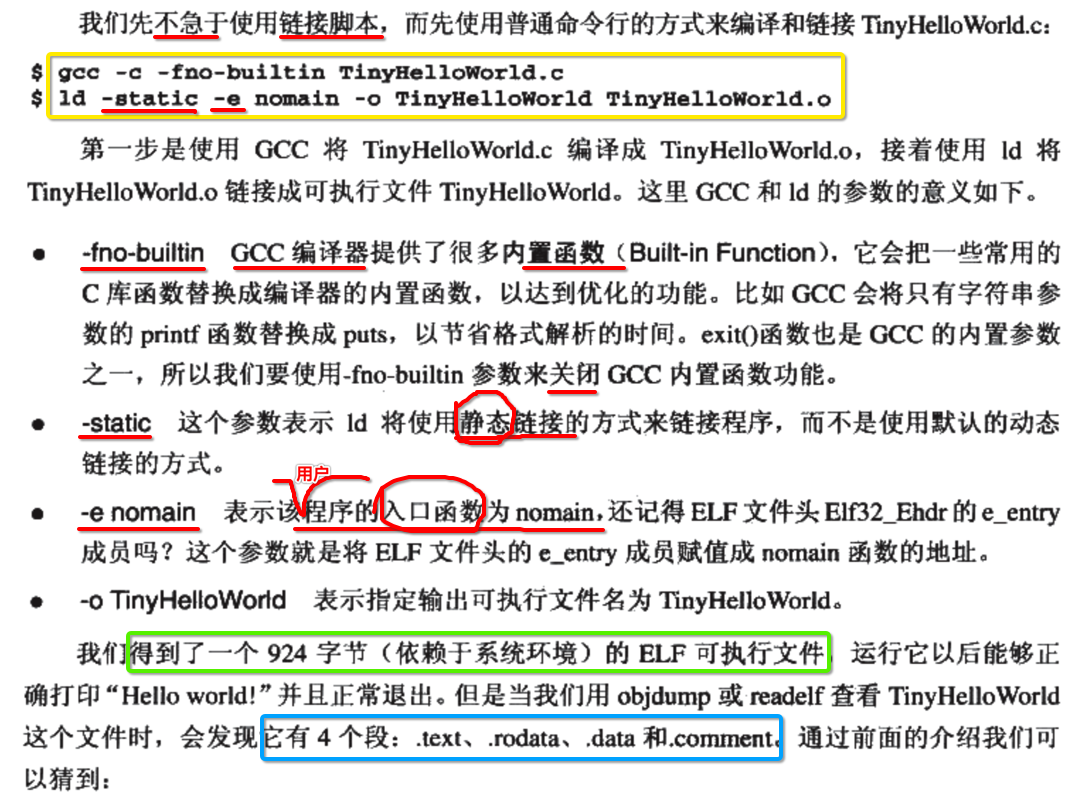 我们先不急于使用链接脚本，而先使用普通命令行的方式来编译和链接 TinyHelloWorld.c：
$ gcc -c -fno-builtin TinyHelloWorld.c
$ ld -static -e nomain -o TinyHelloWorld TinyHelloWorld.o
第一步是使用 GCC 将 TinyHelloWorld.c 编译成 TinyHelloWorld.o，接着使用 ld 将
TinyHelloWorld.o 链接成可执行文件 TinyHelloWorld。这里 GCC 和 ld 的参数的意义如下。
● -fno-builtin GCC 编译器提供了很多内置函数（Built-in Function），它会把一些常用的
C 库函数替换成编译器的内置函数，以达到优化的功能。比如 GCC 会将只有字符串参
数的 printf 函数替换成 puts，以节省格式解析的时间。exit()函数也是 GCC 的内置参数
之一，所以我们要使用-fno-builtin 参数来关闭 GCC 内置函数功能。
● -static 这个参数表示 ld 将使用静态链接的方式来链接程序，而不是使用默认的动态
链接的方式。
用户
● -e nomain 表示该程序的入口函数为 nomain，还记得 ELF 文件头 Elf32_Ehdr 的 e_entry
成员吗？这个参数就是将 ELF 文件头的 e_entry 成员赋值成 nomain 函数的地址。
● -o TinyHelloWorld 表示指定输出可执行文件名为 TinyHelloWorld。
我们得到了一个 924 字节（依赖于系统环境）的 ELF 可执行文件，运行它以后能够正
确打印“Hello world!”并且正常退出。但是当我们用 objdump 或 readelf 查看 TinyHelloWorld
这个文件时，会发现它有 4 个段：.text、.rodata、.data 和.comment。通过前面的介绍我们可
以猜到：